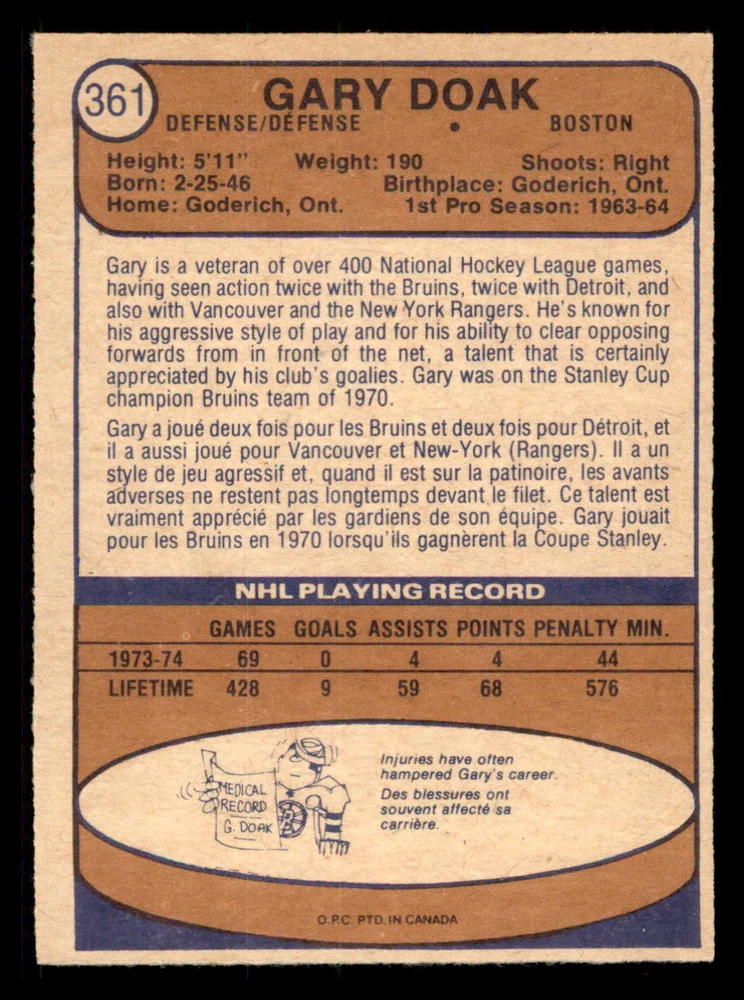 361
GARY DOAK
DEFENSE/DÉFENSE • BOSTON
Height: 5'11" Weight: 190 Shoots: Right
Born: 2-25-46 Birthplace: Goderich, Ont.
Home: Goderich, Ont. 1st Pro Season: 1963-64
Gary is a veteran of over 400 National Hockey League games,
having seen action twice with the Bruins, twice with Detroit, and
also with Vancouver and the New York Rangers. He's known for
his aggressive style of play and for his ability to clear opposing
forwards from in front of the net, a talent that is certainly
appreciated by his club's goalies. Gary was on the Stanley Cup
champion Bruins team of 1970.
Gary a joué deux fois pour les Bruins et deux fois pour Détroit, et
il a aussi joué pour Vancouver et New-York (Rangers). Il a un
style de jeu agressif et, quand il est sur la patinoire, les avants
adverses ne restent pas longtemps devant le filet. Ce talent est
vraiment apprécié par les gardiens de son équipe. Gary jouait
pour les Bruins en 1970 lorsqu'ils gagnèrent la Coupe Stanley.
NHL PLAYING RECORD
GAMES GOALS ASSISTS POINTS PENALTY MIN.
1973-74 69 0 4 4 44
LIFETIME 428 9 59 68 576
MEDICAL
RECORD
G. DOAK
B
Injuries have often
hampered Gary's career.
Des blessures ont
souvent affecté sa
carrière.
O.P.C. PTD. IN CANADA